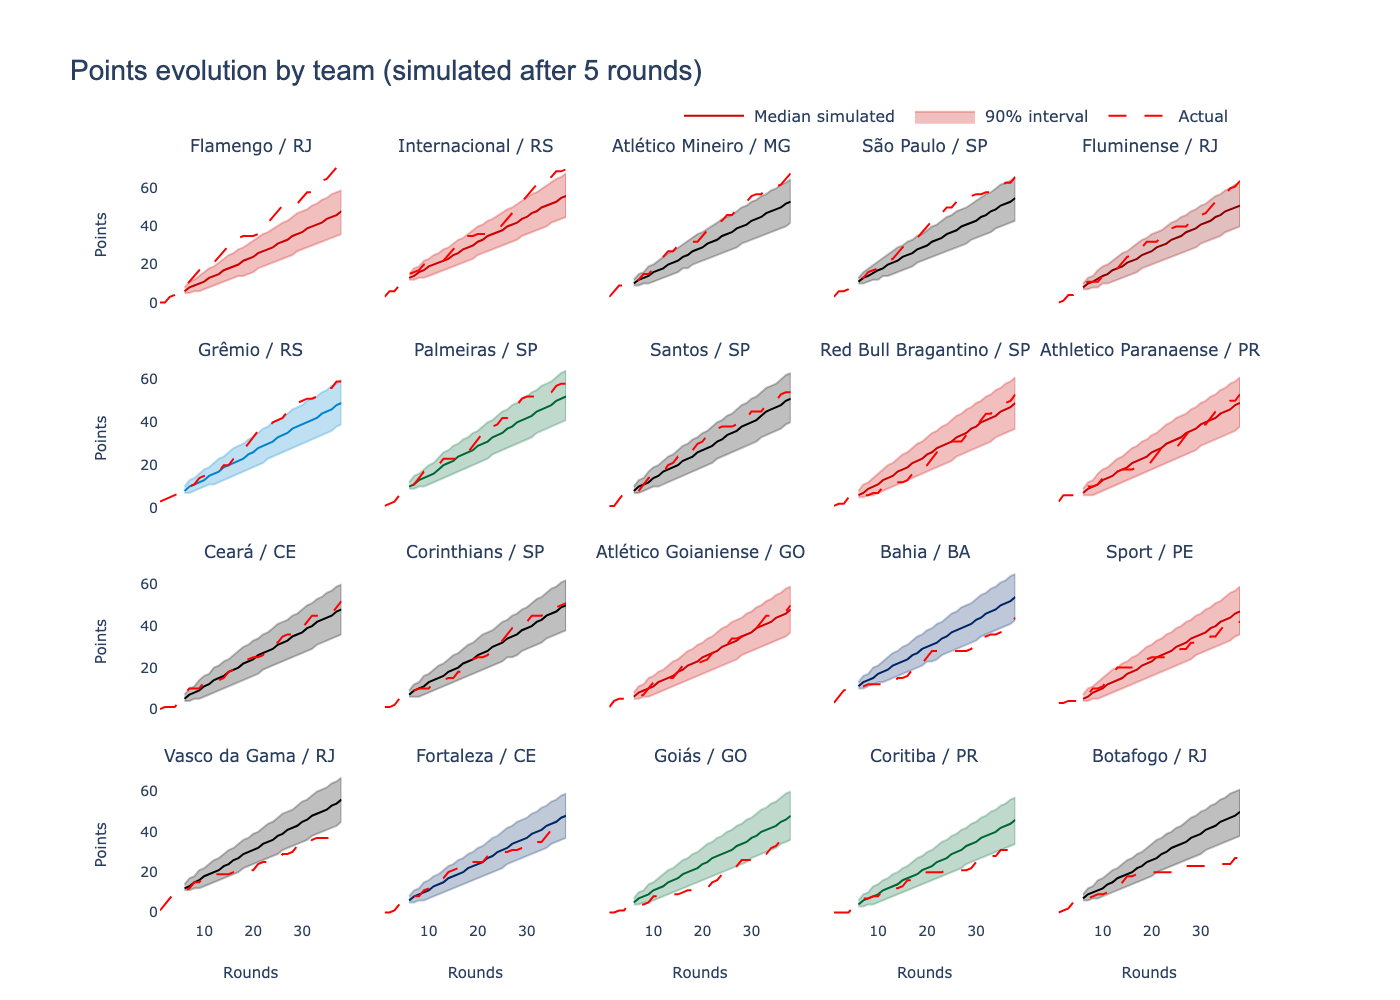 Points evolution by team (simulated after 5 rounds)
Median simulated 90% interval Actual
Flamengo / RJ Internacional / RS Atlético Mineiro / MG São Paulo / SP Fluminense / RJ
60
40
20
0
Points
Grêmio / RS Palmeiras / SP Santos / SP Red Bull Bragantino / SP Athletico Paranaense / PR
60
40
20
0
Points
Ceará / CE Corinthians / SP Atlético Goianiense / GO Bahia / BA Sport / PE
60
40
20
0
Points
Vasco da Gama / RJ Fortaleza / CE Goiás / GO Coritiba / PR Botafogo / RJ
60
40
20
0
Points
10 20 30 10 20 30 10 20 30 10 20 30 10 20 30
Rounds Rounds Rounds Rounds Rounds